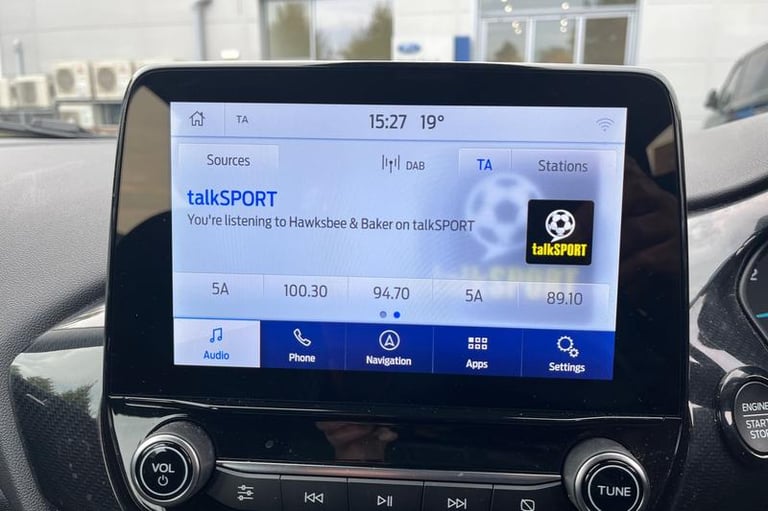 TA 15:27 19°
Sources DAB TA Stations
talkSPORT
You're listening to Hawksbee & Baker on talkSPORT
talkSPORT
5A 100.30 94.70 5A 89.10
Audio Phone Navigation Apps Settings
VOL
TUNE
ENGINE
START
STOP